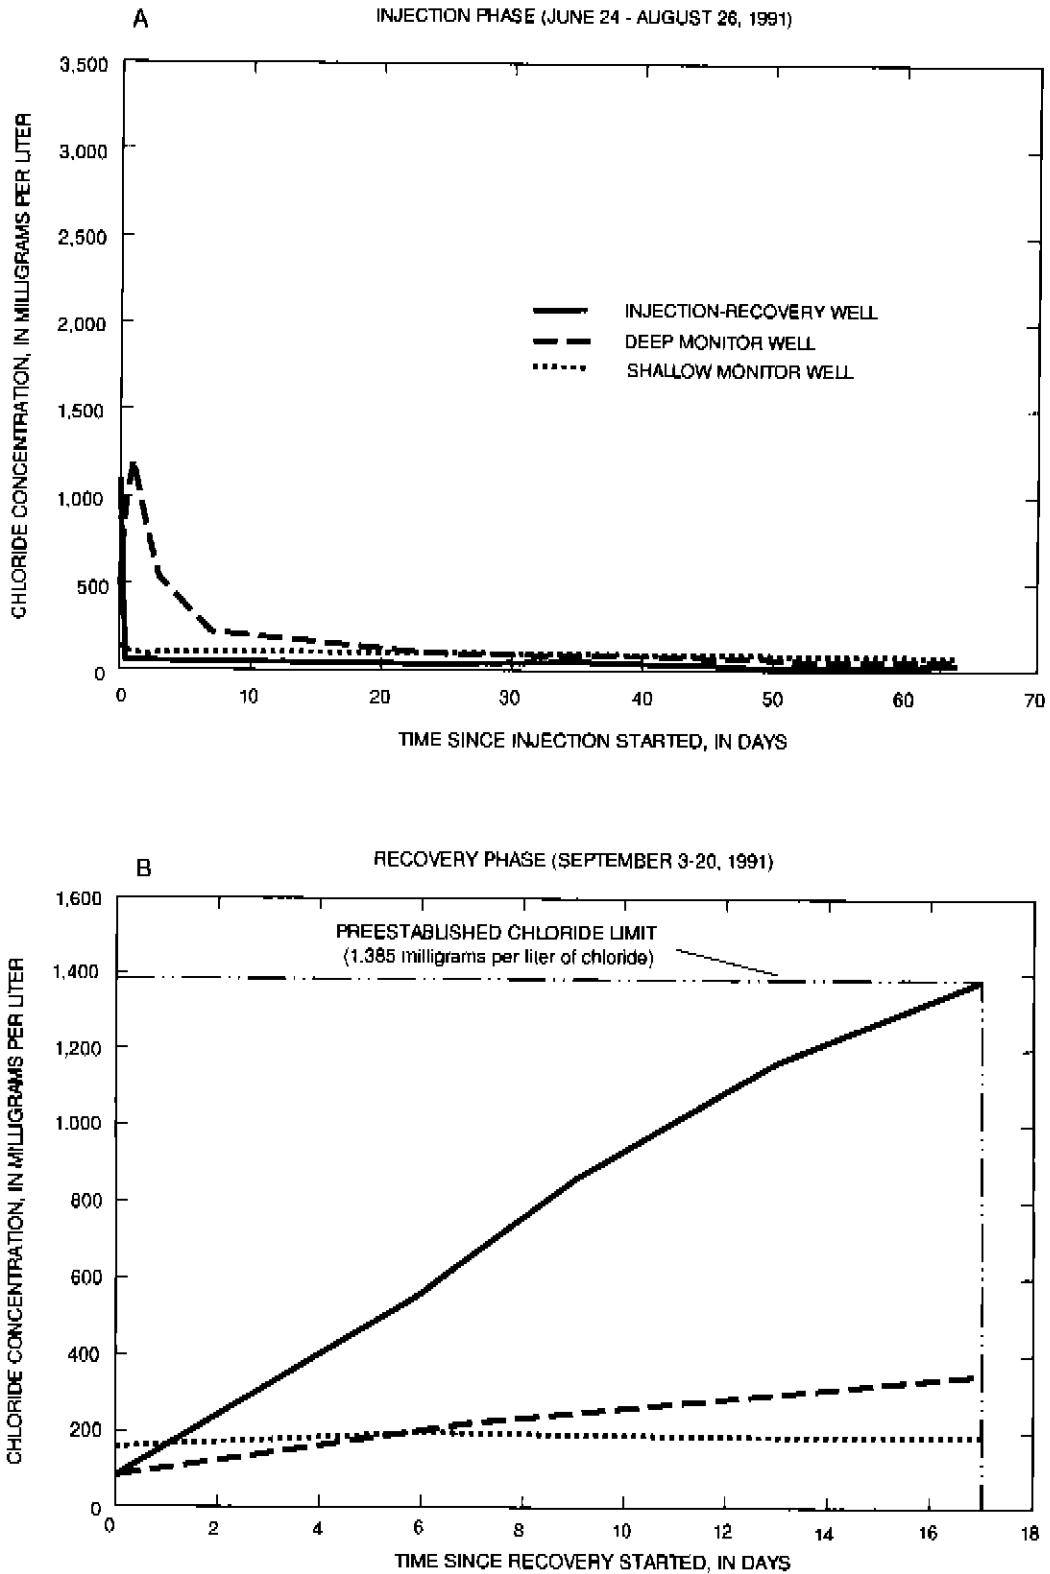 A
INJECTION PHASE (JUNE 24 - AUGUST 26, 1991)
CHLORIDE CONCENTRATION, IN MILLIGRAMS PER LITER
3,500
3,000
2,500
2,000
1,500
1,000
500
0
INJECTION-RECOVERY WELL
DEEP MONITOR WELL
SHALLOW MONITOR WELL
0 10 20 30 40 50 60 70
TIME SINCE INJECTION STARTED, IN DAYS
B
RECOVERY PHASE (SEPTEMBER 3-20, 1991)
CHLORIDE CONCENTRATION, IN MILLIGRAMS PER LITER
1,600
1,400
1,200
1.000
800
600
400
200
0
PREESTABLISHED CHLORIDE LIMIT
(1.385 milligrams per liter of chloride)
0 2 4 6 8 10 12 14 16 18
TIME SINCE RECOVERY STARTED, IN DAYS